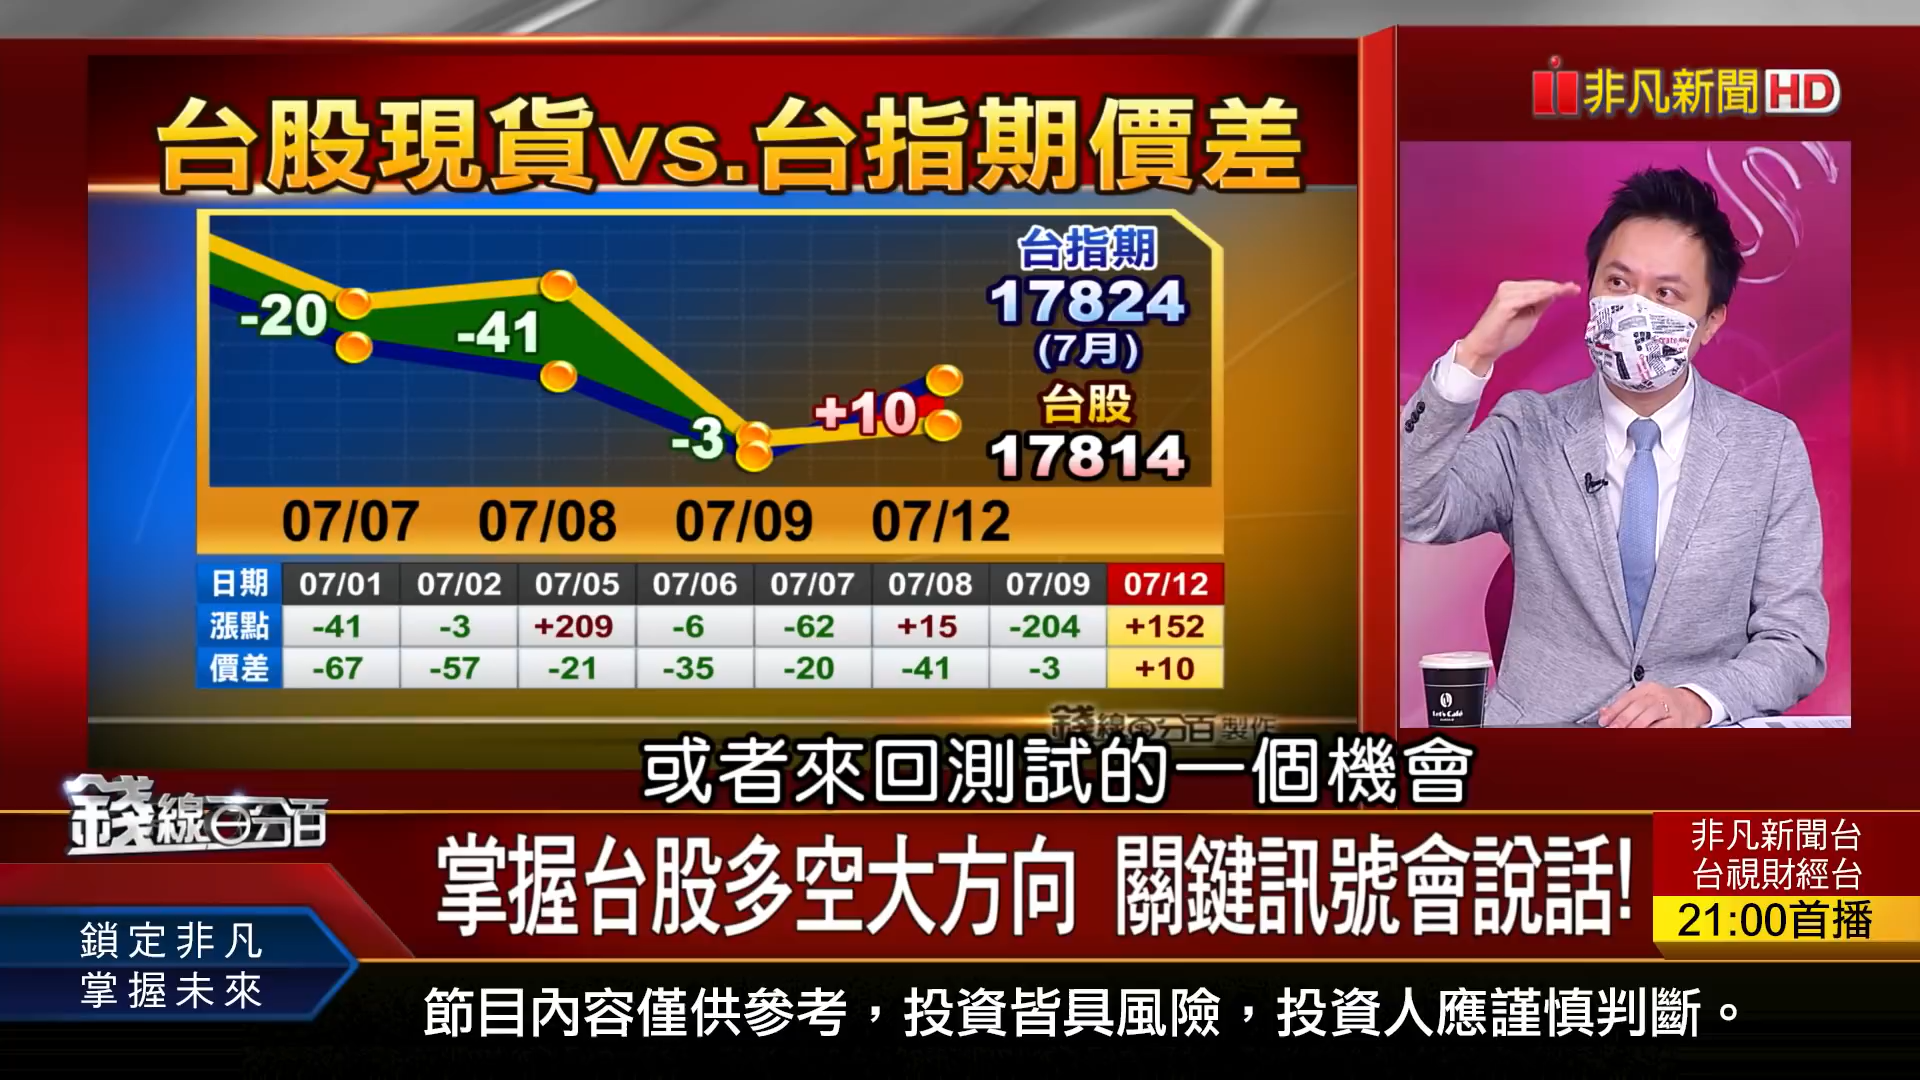 台股現貨vs.台指期價差
非凡新聞HD
台指期
17824
(7月)
台股
17814
-20
-41
-3
+10
07/07 07/08 07/09 07/12
日期 07/01 07/02 07/05 07/06 07/07 07/08 07/09 07/12
漲點 -41 -3 +209 -6 -62 +15 -204 +152
價差 -67 -57 -21 -35 -20 -41 -3 +10
錢線百分百製作
Let's Café
或者來回測試的一個機會
錢線百分百
掌握台股多空大方向 關鍵訊號會說話!
非凡新聞台
台視財經台
21:00首播
鎖定非凡
掌握未來
節目內容僅供參考，投資皆具風險，投資人應謹慎判斷。